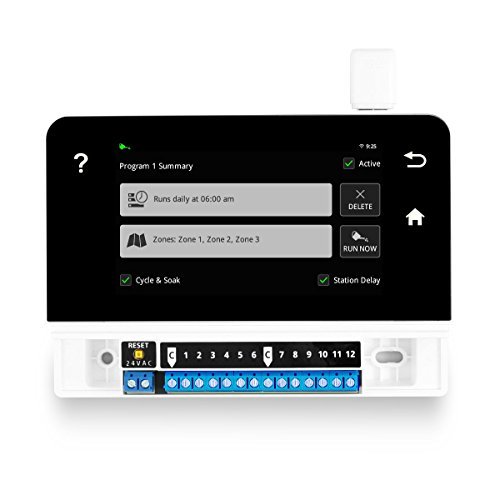 9:25
Program 1 Summary
Active
Runs daily at 06:00 am
DELETE
Zones: Zone 1, Zone 2, Zone 3
RUN NOW
Cycle & Soak
Station Delay
?
RESET
24VAC
C 1 2 3 4 5 6 C 7 8 9 10 11 12